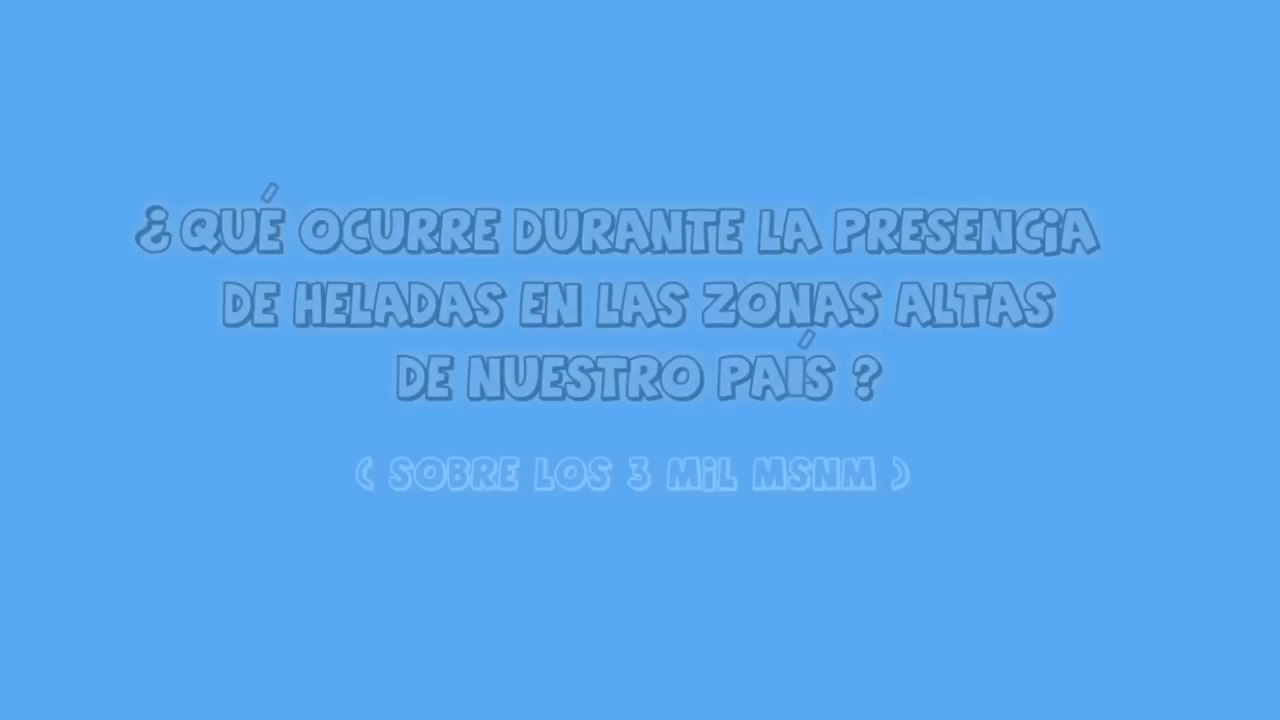 ¿QUÉ OCURRE DURANTE LA PRESENCiA
DE HELADAS EN LAS ZONAS ALTAS
DE NUESTRO PAÍS ?
( SOBRE LOS 3 MiL MSNM )